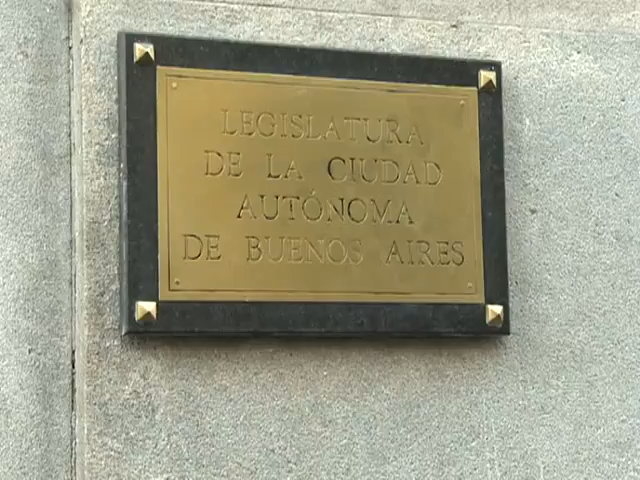 LEGISLATURA
DE LA CIUDAD
AUTÓNOMA
DE BUENOS AIRES